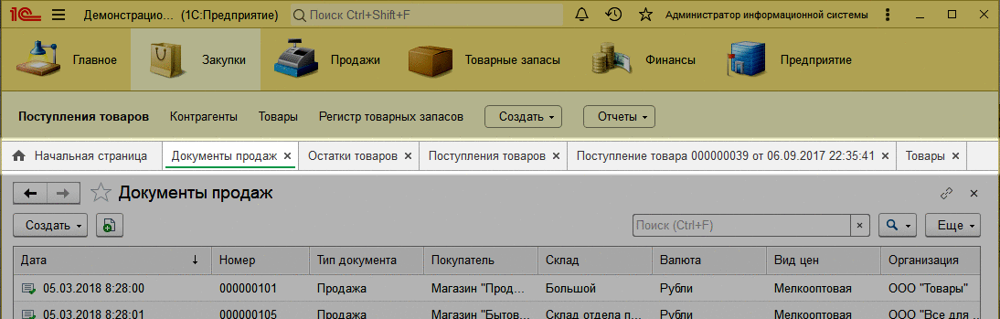 1С Демонстрацио... (1С:Предприятие) Поиск Ctrl+Shift+F Администратор информационной системы
Главное Закупки Продажи Товарные запасы Финансы Предприятие
Поступления товаров Контрагенты Товары Регистр товарных запасов Создать Отчеты
Начальная страница Документы продаж × Остатки товаров × Поступления товаров × Поступление товара 000000039 от 06.09.2017 22:35:41 × Товары ×
Документы продаж
Создать Поиск (Ctrl+F) × Еще
Дата Номер Тип документа Покупатель Склад Валюта Вид цен Организация
05.03.2018 8:28:00 000000101 Продажа Магазин "Прод... Большой Рубли Мелкооптовая ООО "Товары"
05.03.2018 8:28:01 000000105 Продажа Магазин "Бытов... Склад отдела п... Рубли Мелкооптовая ООО "Все для